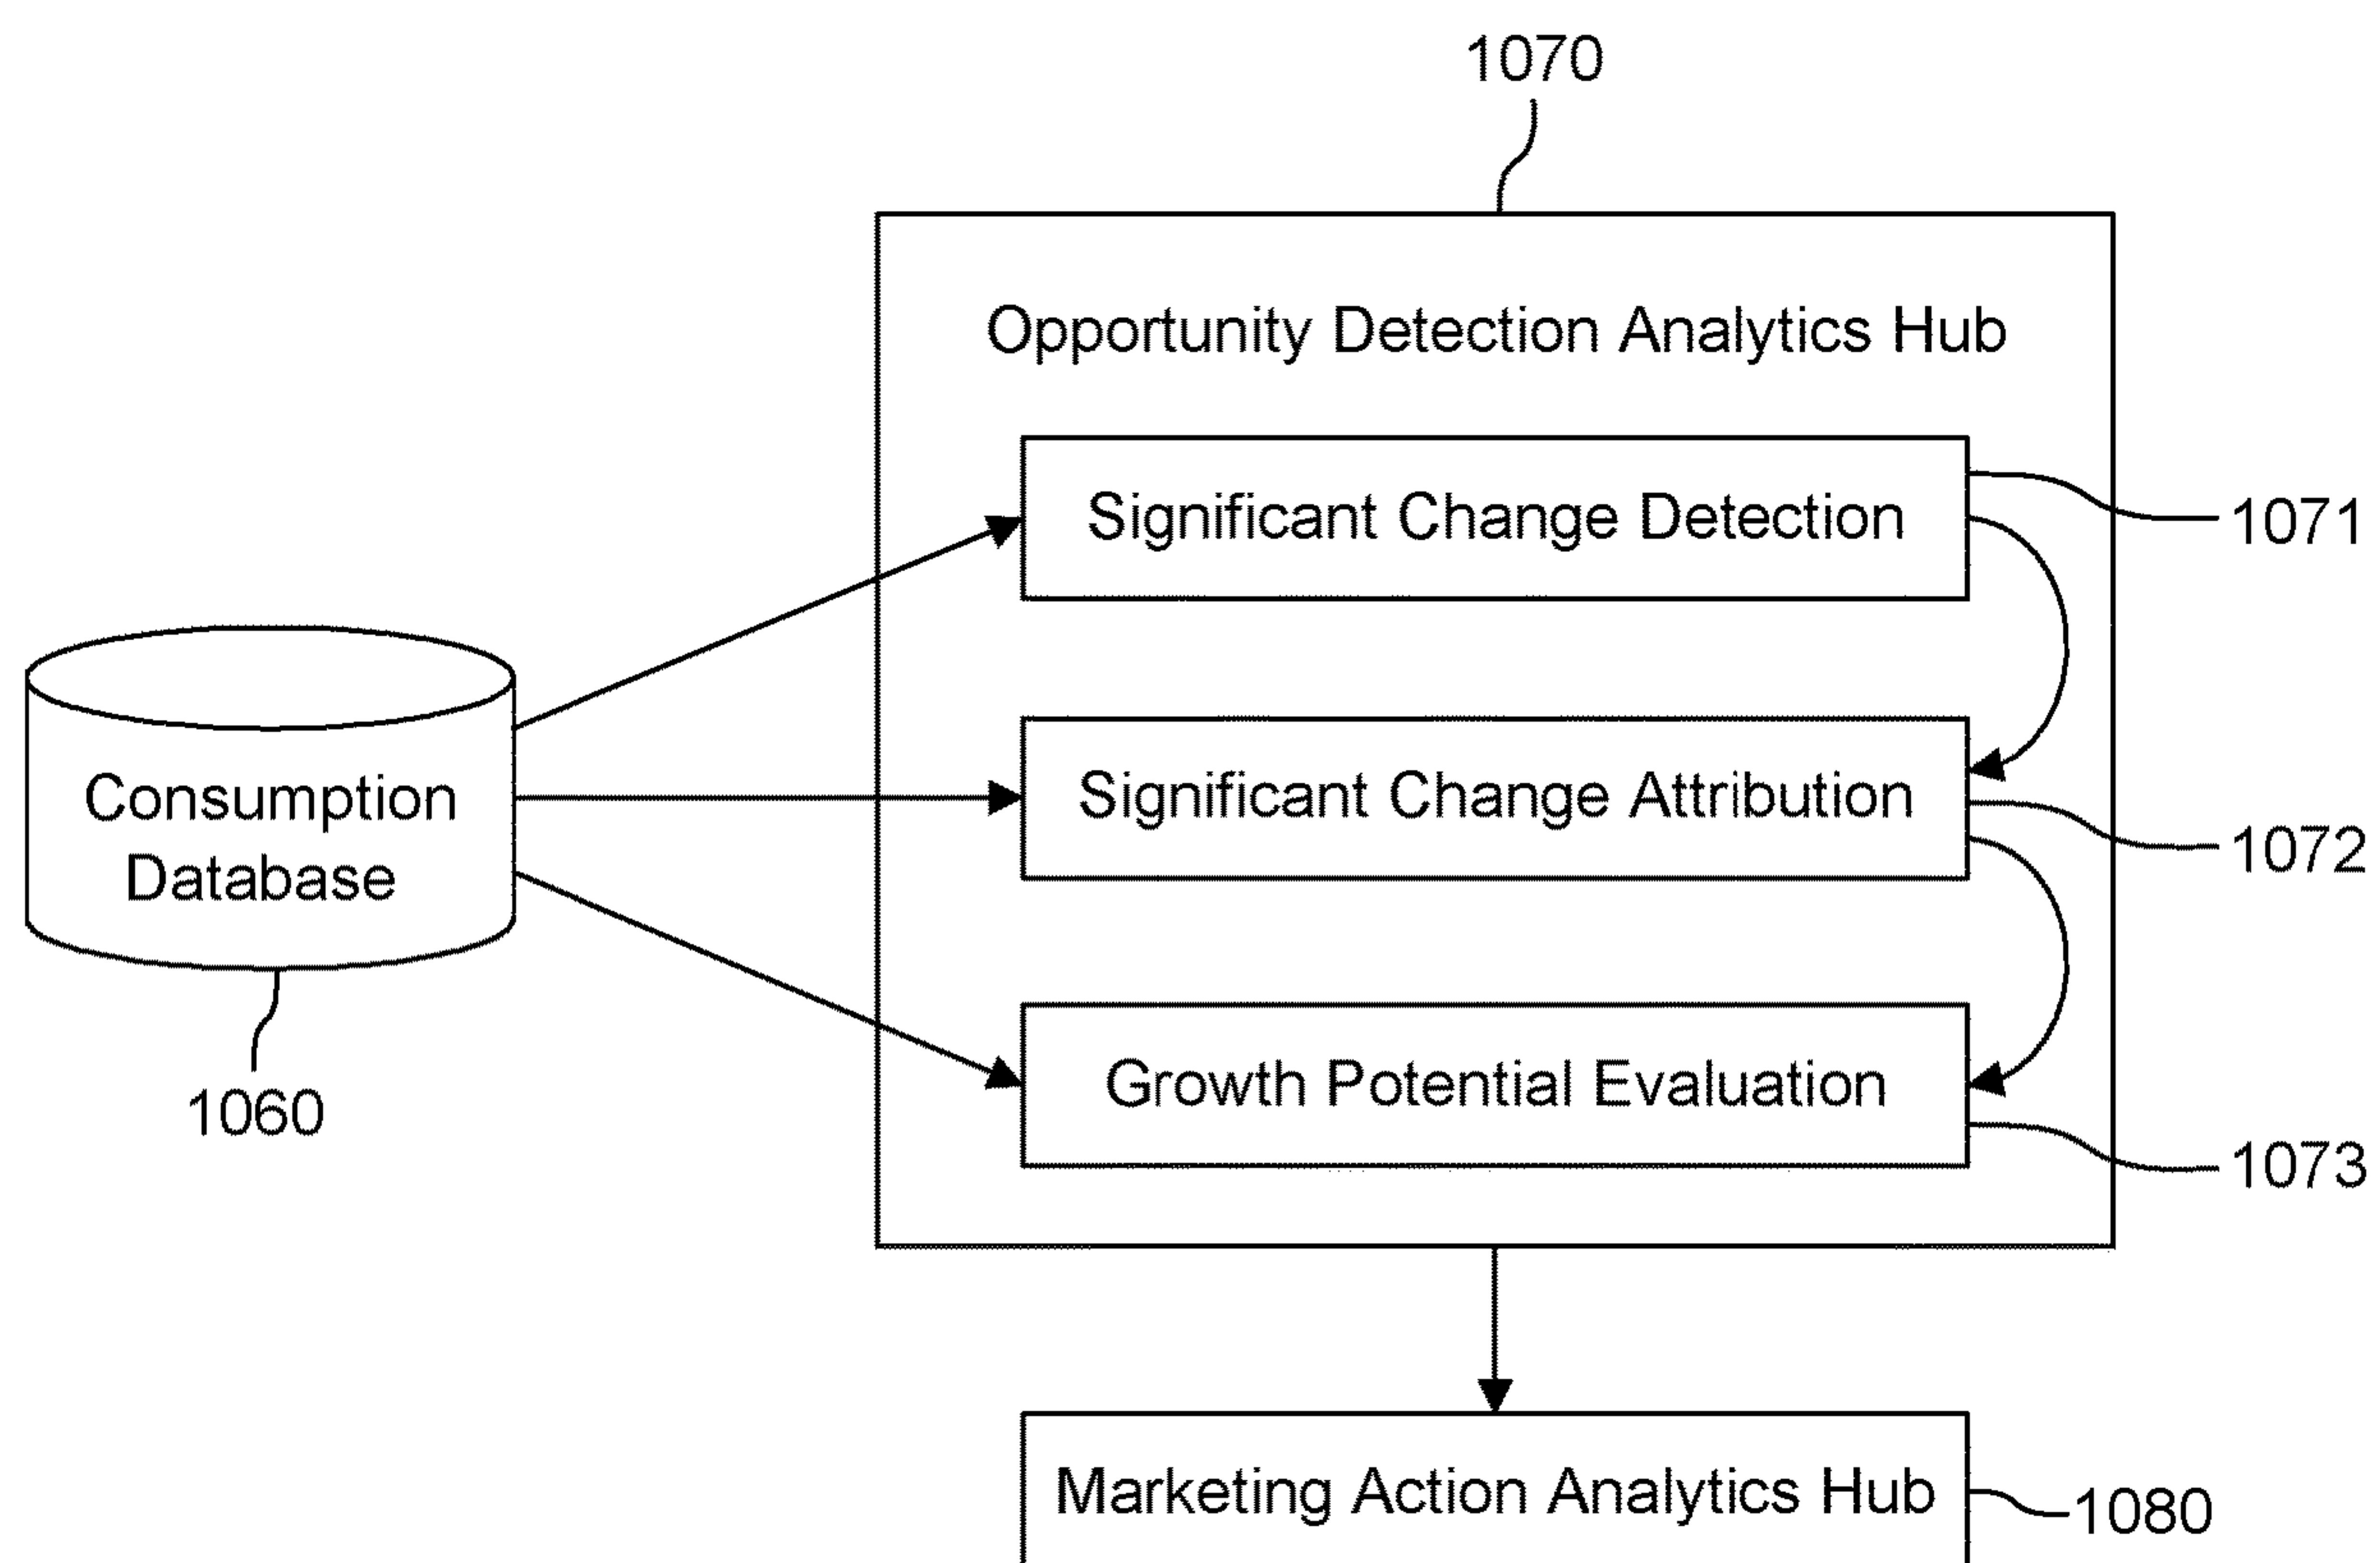 1070
Opportunity Detection Analytics Hub
Significant Change Detection
1071
Significant Change Attribution
1072
Consumption
Database
1060
Growth Potential Evaluation
1073
Marketing Action Analytics Hub
1080